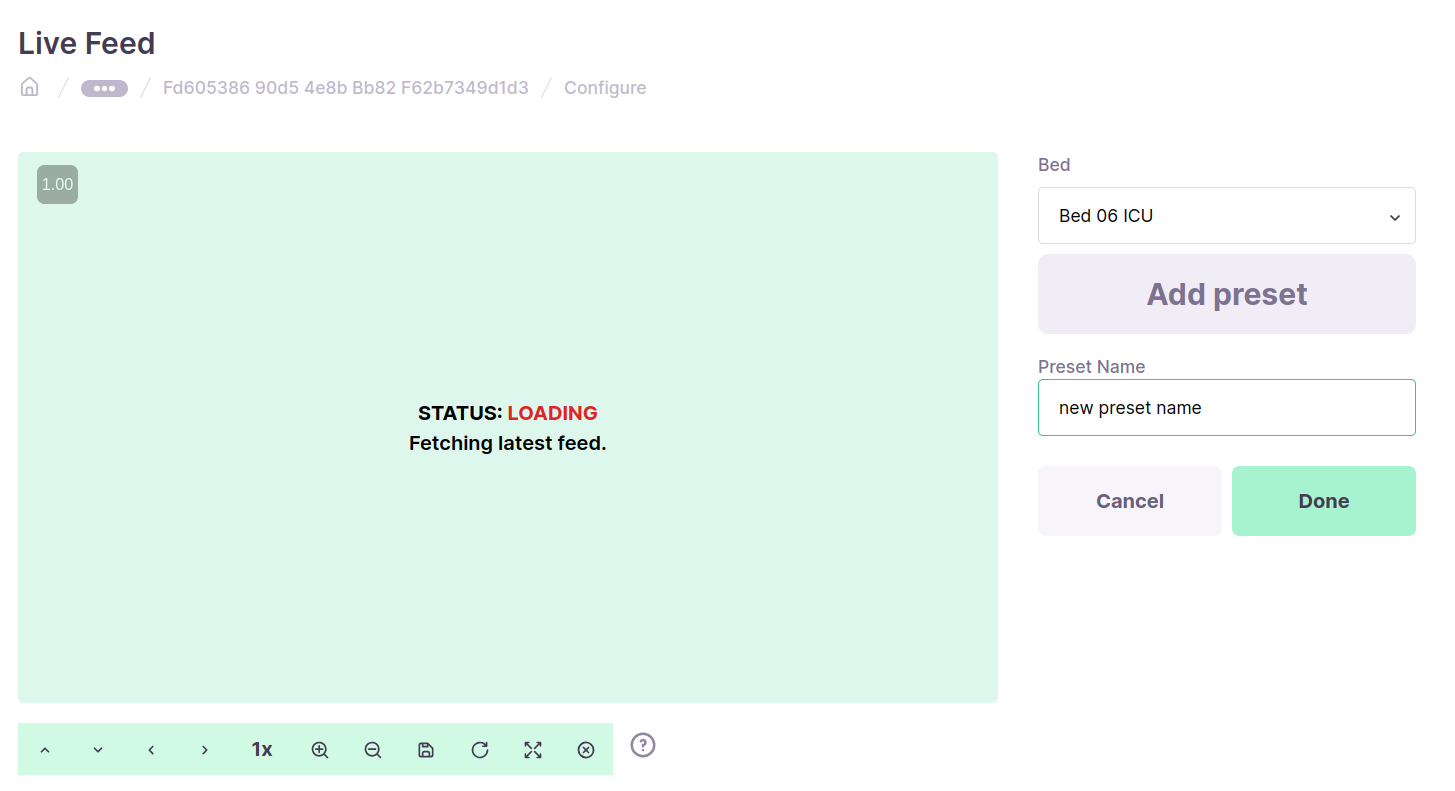 Live Feed
Fd605386 90d5 4e8b Bb82 F62b7349d1d3 / Configure
1.00
STATUS: LOADING
Fetching latest feed.
Bed
Bed 06 ICU
Add preset
Preset Name
new preset name
Cancel
Done
1x